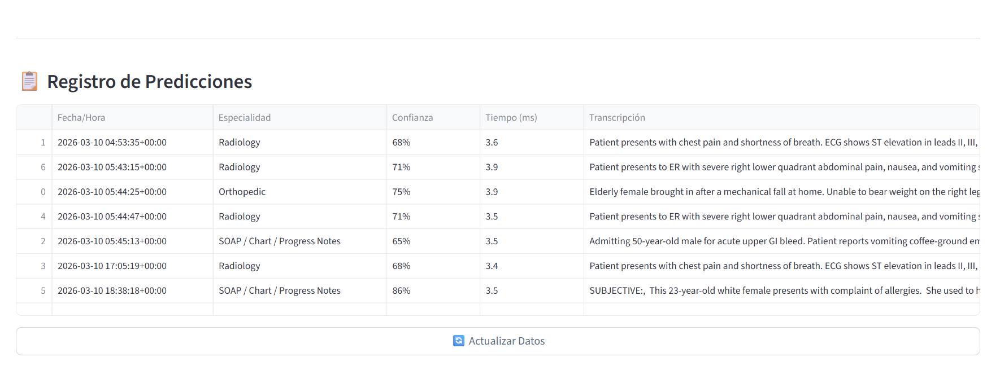 📋 Registro de Predicciones
Fecha/Hora Especialidad Confianza Tiempo (ms) Transcripción
1 2026-03-10 04:53:35+00:00 Radiology 68% 3.6 Patient presents with chest pain and shortness of breath. ECG shows ST elevation in leads II, III,
6 2026-03-10 05:43:15+00:00 Radiology 71% 3.9 Patient presents to ER with severe right lower quadrant abdominal pain, nausea, and vomiting
0 2026-03-10 05:44:25+00:00 Orthopedic 75% 3.9 Elderly female brought in after a mechanical fall at home. Unable to bear weight on the right leg
4 2026-03-10 05:44:47+00:00 Radiology 71% 3.5 Patient presents to ER with severe right lower quadrant abdominal pain, nausea, and vomiting
2 2026-03-10 05:45:13+00:00 SOAP / Chart / Progress Notes 65% 3.5 Admitting 50-year-old male for acute upper GI bleed. Patient reports vomiting coffee-ground
3 2026-03-10 17:05:19+00:00 Radiology 68% 3.4 Patient presents with chest pain and shortness of breath. ECG shows ST elevation in leads II, III,
5 2026-03-10 18:38:18+00:00 SOAP / Chart / Progress Notes 86% 3.5 SUBJECTIVE:, This 23-year-old white female presents with complaint of allergies. She used to
🔄 Actualizar Datos